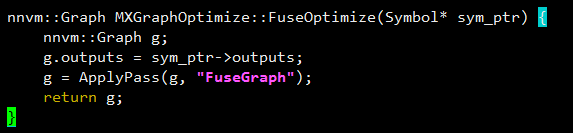 nnvm::Graph MXGraphOptimize::FuseOptimize(Symbol* sym_ptr) {
    nnvm::Graph g;
    g.outputs = sym_ptr->outputs;
    g = ApplyPass(g, "FuseGraph");
    return g;
}